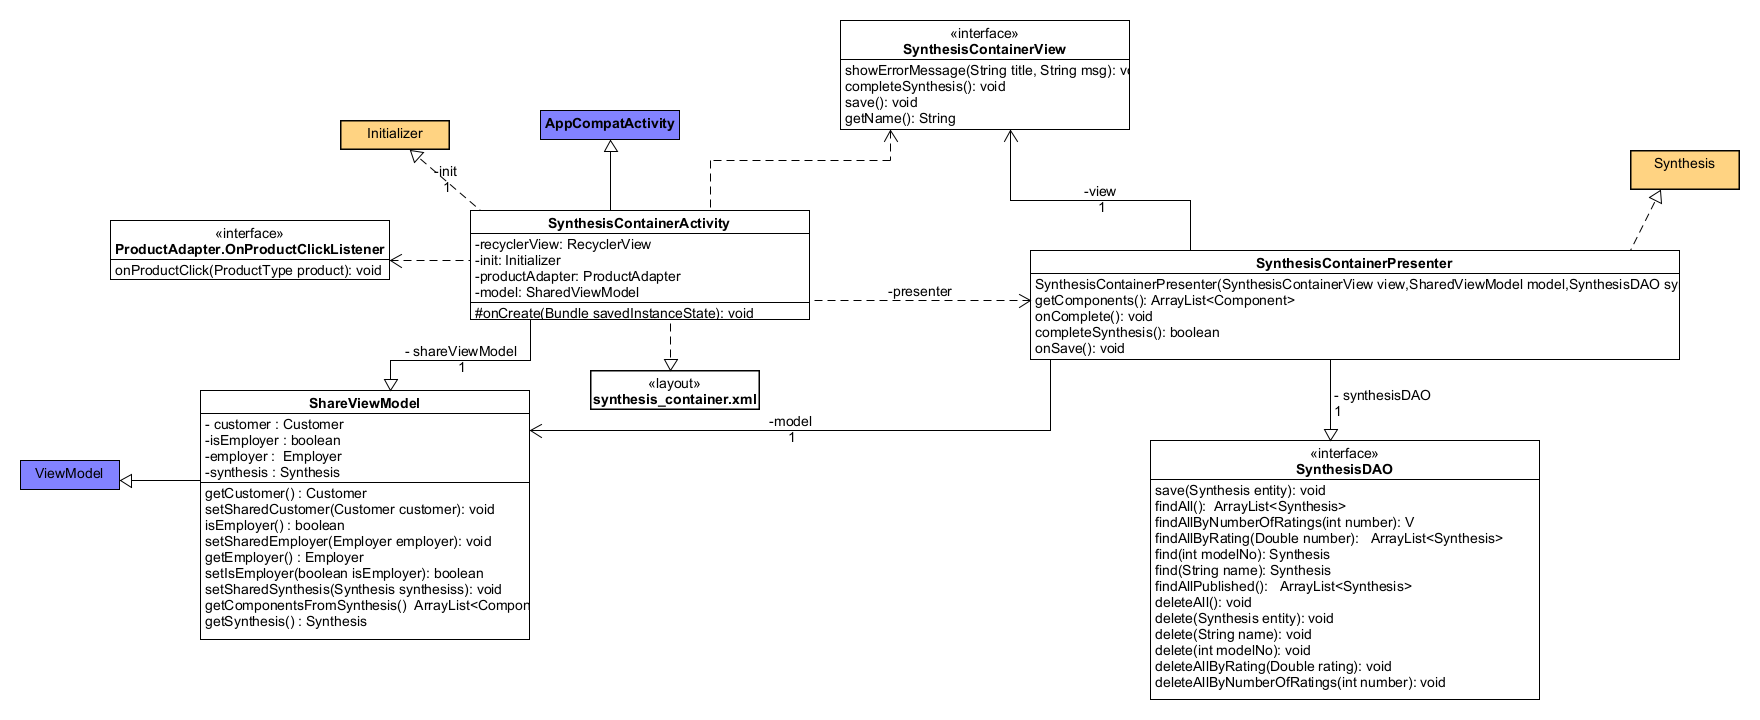 «interface»
SynthesisContainerView
showErrorMessage(String title, String msg): v
completeSynthesis(): void
save(): void
getName(): String
Initializer
AppCompatActivity
-init
1
Synthesis
-view
1
«interface»
ProductAdapter.OnProductClickListener
onProductClick(ProductType product): void
SynthesisContainerActivity
-recyclerView: RecyclerView
-init: Initializer
-productAdapter: ProductAdapter
-model: SharedViewModel
#onCreate(Bundle savedInstanceState): void
-presenter
SynthesisContainerPresenter
SynthesisContainerPresenter(SynthesisContainerView view,SharedViewModel model,SynthesisDAO sy
getComponents(): ArrayList<Component>
onComplete(): void
completeSynthesis(): boolean
onSave(): void
- shareViewModel
1
«layout»
synthesis_container.xml
-model
1
- synthesisDAO
1
ShareViewModel
- customer : Customer
-isEmployer : boolean
-employer :  Employer
-synthesis : Synthesis
getCustomer() : Customer
setSharedCustomer(Customer customer): void
isEmployer() : boolean
setSharedEmployer(Employer employer): void
getEmployer() : Employer
setIsEmployer(boolean isEmployer): boolean
setSharedSynthesis(Synthesis synthesiss): void
getComponentsFromSynthesis()  ArrayList<Compon
getSynthesis() : Synthesis
ViewModel
«interface»
SynthesisDAO
save(Synthesis entity): void
findAll():  ArrayList<Synthesis>
findAllByNumberOfRatings(int number): V
findAllByRating(Double number):   ArrayList<Synthesis>
find(int modelNo): Synthesis
find(String name): Synthesis
findAllPublished():   ArrayList<Synthesis>
deleteAll(): void
delete(Synthesis entity): void
delete(String name): void
delete(int modelNo): void
deleteAllByRating(Double rating): void
deleteAllByNumberOfRatings(int number): void